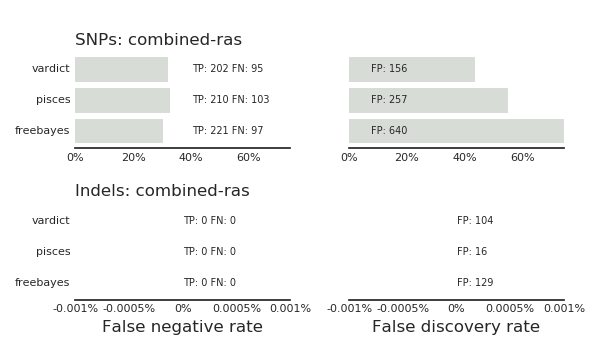 SNPs: combined-ras
vardict TP: 202 FN: 95 FP: 156
pisces TP: 210 FN: 103 FP: 257
freebayes TP: 221 FN: 97 FP: 640
0% 20% 40% 60% 0% 20% 40% 60%
Indels: combined-ras
vardict TP: 0 FN: 0 FP: 104
pisces TP: 0 FN: 0 FP: 16
freebayes TP: 0 FN: 0 FP: 129
-0.001% -0.0005% 0% 0.0005% 0.001% -0.001% -0.0005% 0% 0.0005% 0.001%
False negative rate False discovery rate